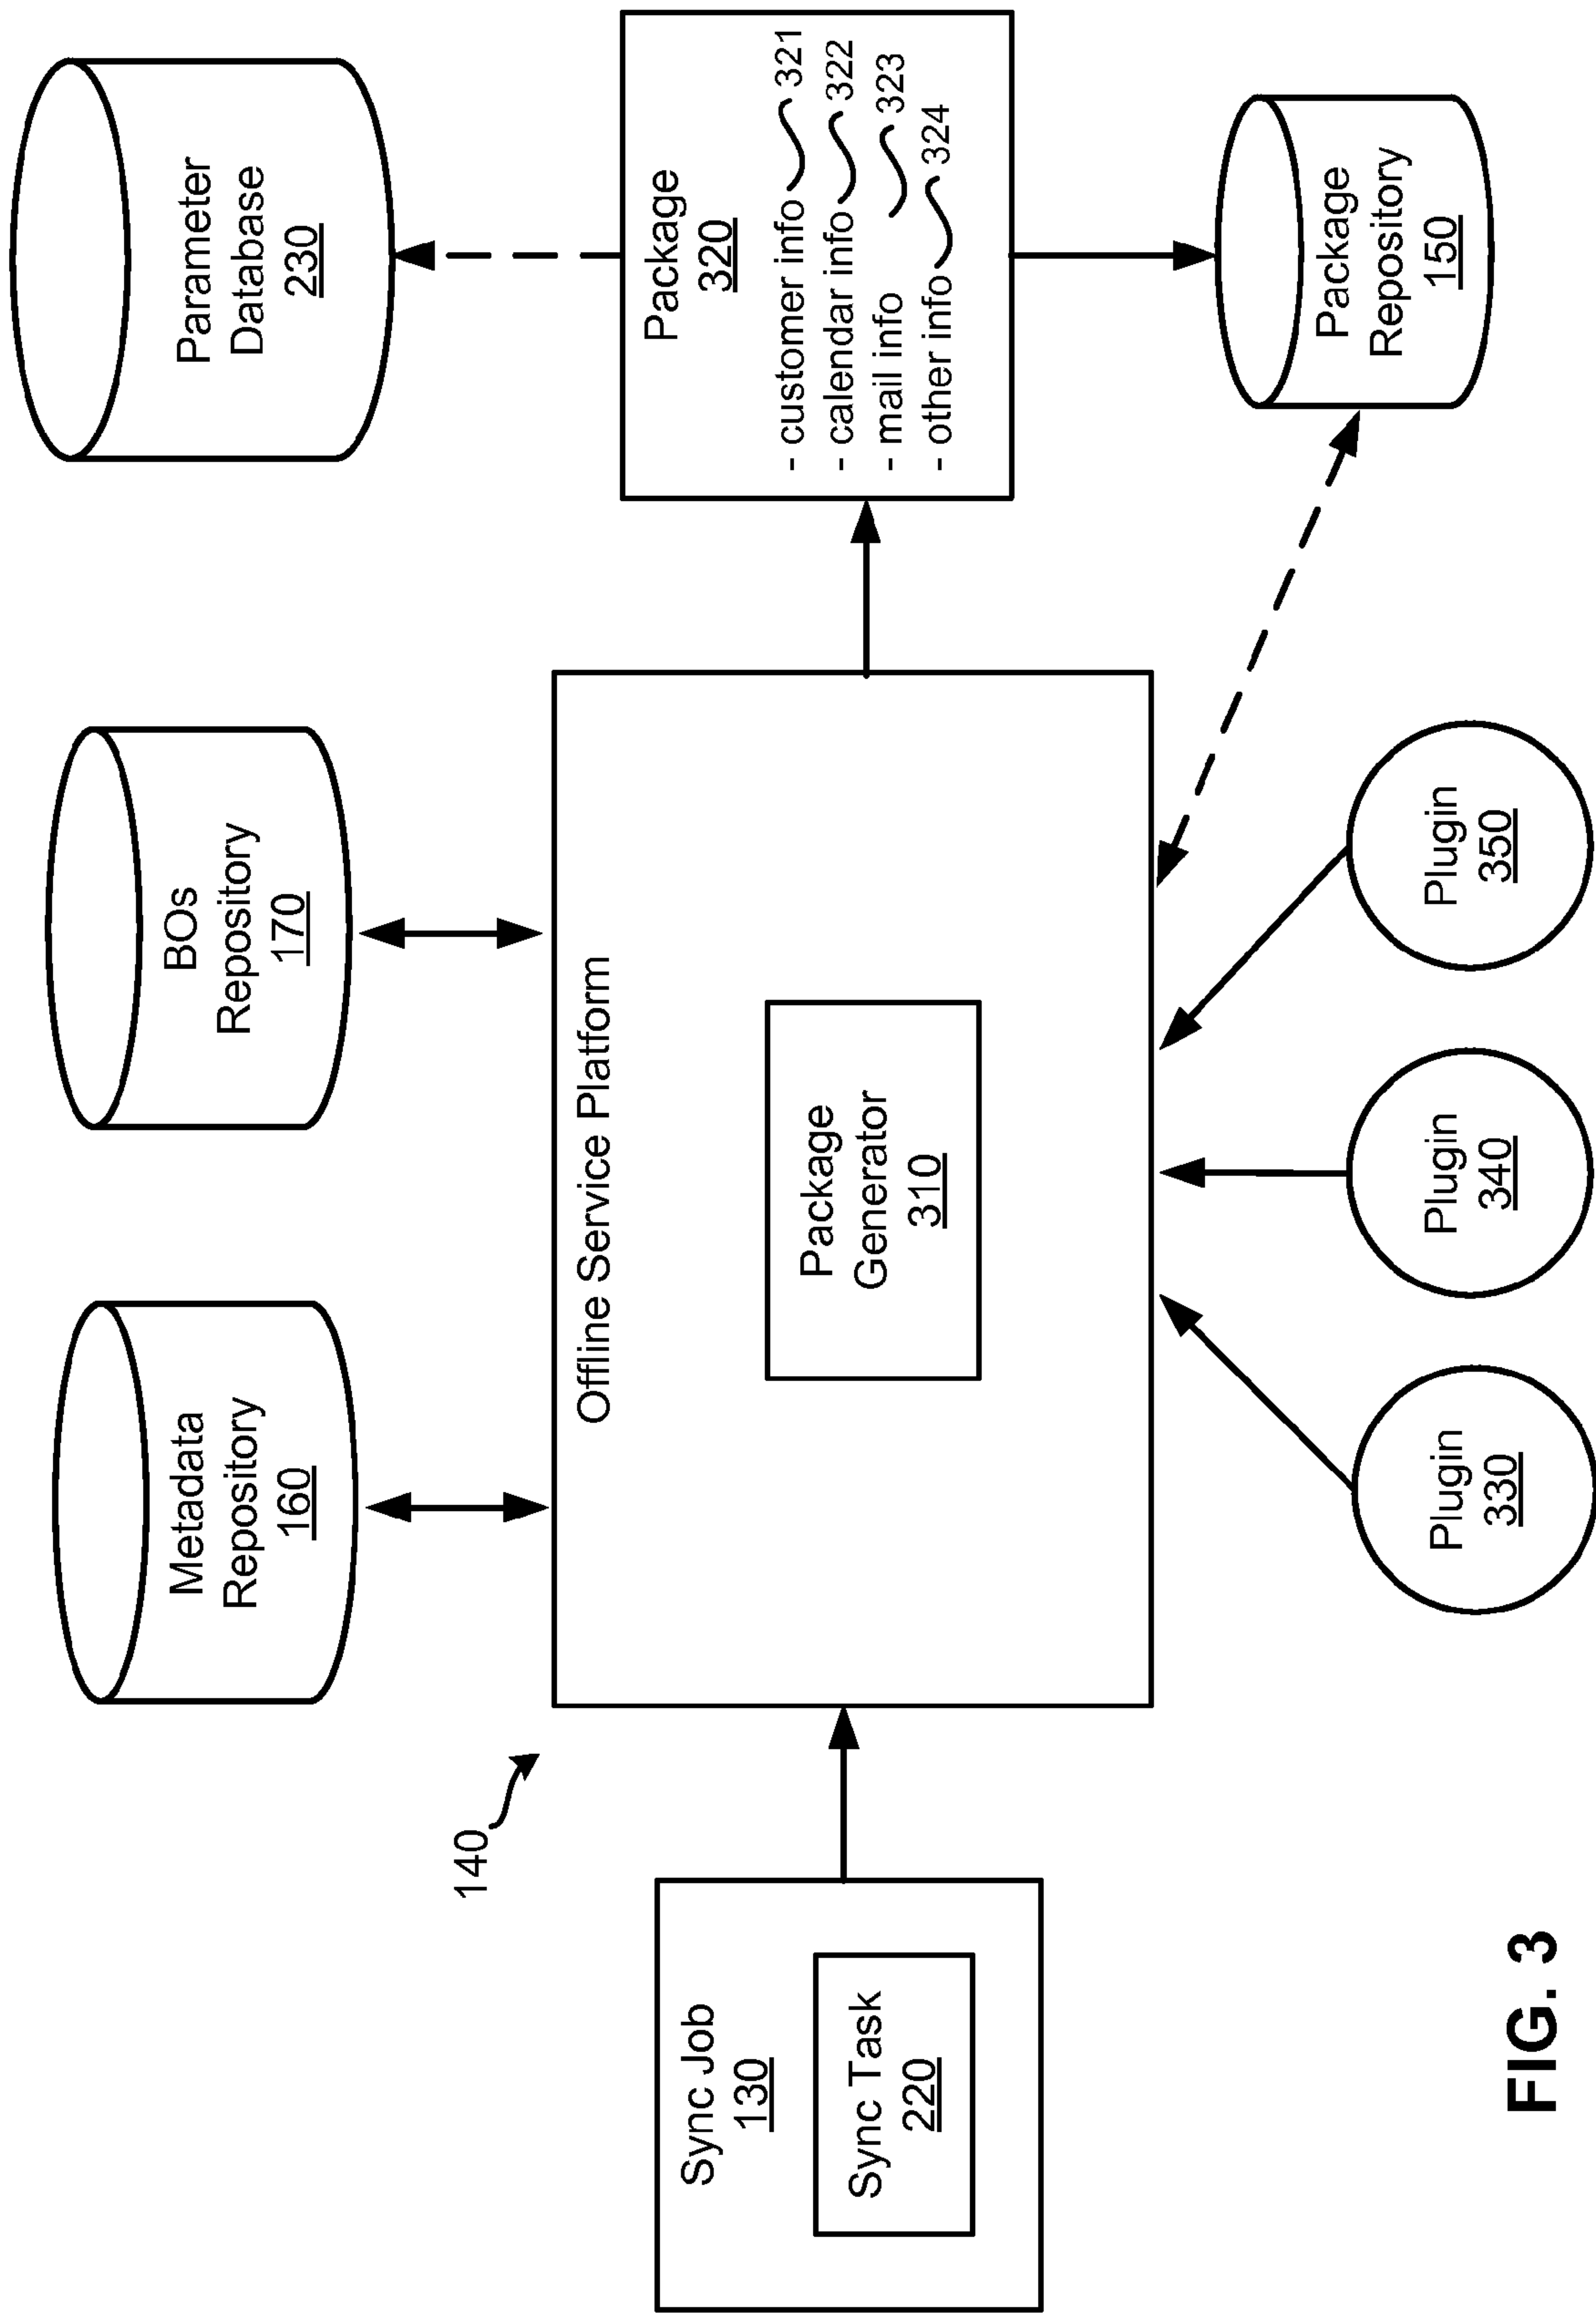 Metadata
Repository
160
BOs
Repository
170
Parameter
Database
230
140
Sync Job
130
Sync Task
220
Offline Service Platform
Package
Generator
310
Package
320
- customer info 321
- calendar info 322
- mail info 323
- other info 324
Plugin
330
Plugin
340
Plugin
350
Package
Repository
150
FIG. 3